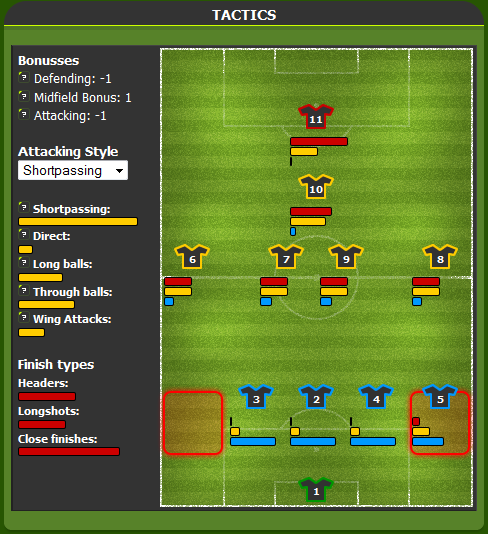 TACTICS
Bonusses
? Defending: -1
? Midfield Bonus: 1
? Attacking: -1
Attacking Style
Shortpassing
? Shortpassing:
? Direct:
? Long balls:
? Through balls:
? Wing Attacks:
Finish types
Headers:
Longshots:
Close finishes:
11
10
6 7 9 8
3 2 4 5
1